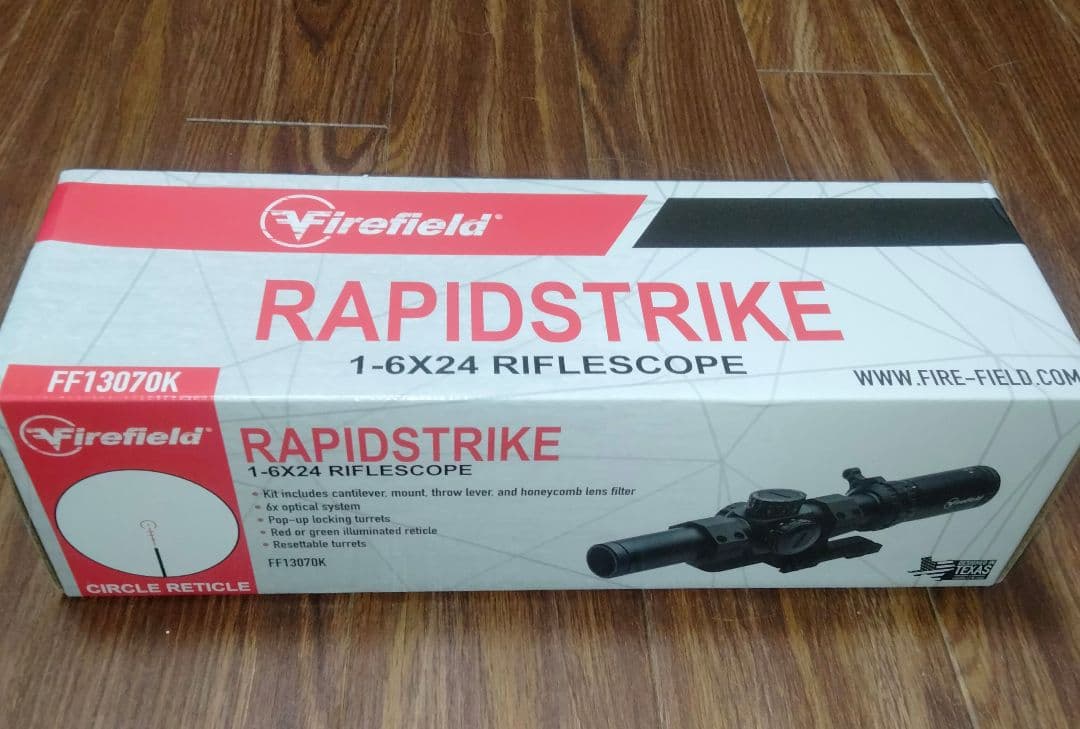 Firefield®
RAPIDSTRIKE
1-6X24 RIFLESCOPE
WWW.FIRE-FIELD.COM
FF13070K
Firefield®
RAPIDSTRIKE
1-6X24 RIFLESCOPE
• Kit includes cantilever, mount, throw lever, and honeycomb lens filter
• 6x optical system
• Pop-up locking turrets
• Red or green illuminated reticle
• Resettable turrets
FF13070K
CIRCLE RETICLE
Firefield
TEXAS